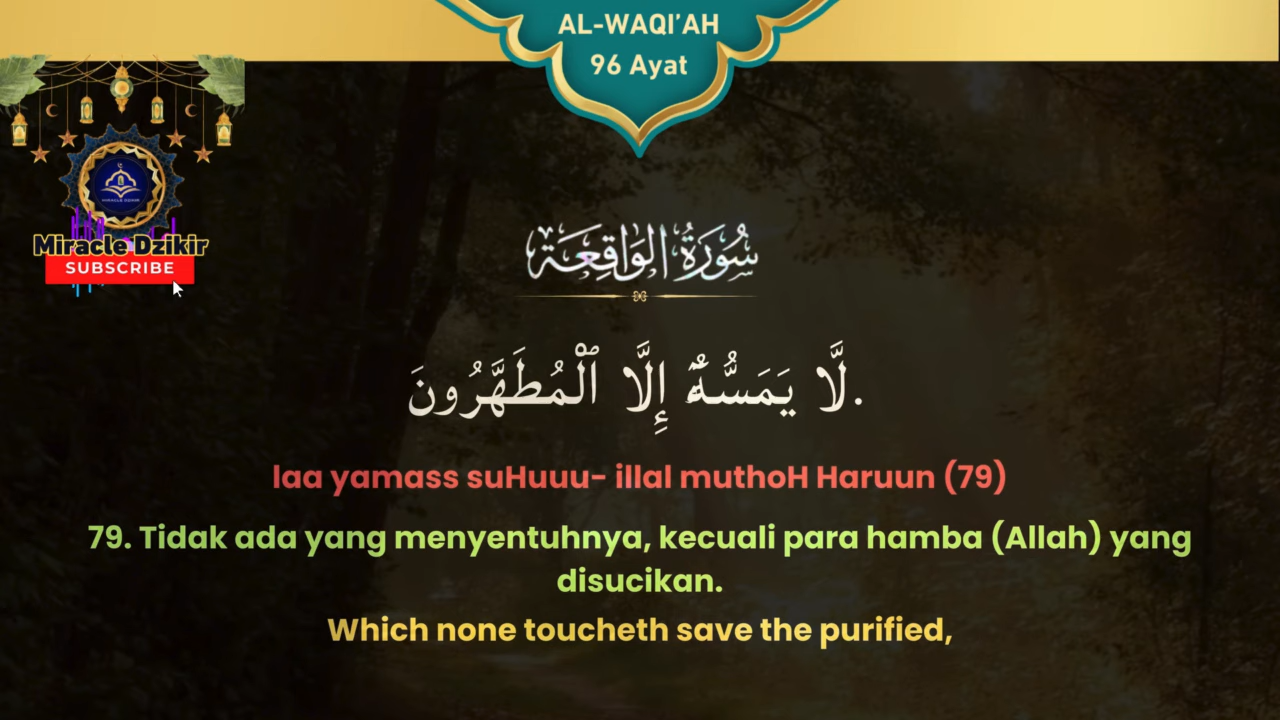 AL-WAQI'AH
96 Ayat
Miracle Dzikir
SUBSCRIBE
سُورَةُ الوَاقِعَة
لَّا يَمَسُّهُۥٓ إِلَّا ٱلْمُطَهَّرُونَ.
laa yamass suHuuu- illal muthoH Haruun (79)
79. Tidak ada yang menyentuhnya, kecuali para hamba (Allah) yang
disucikan.
Which none toucheth save the purified,